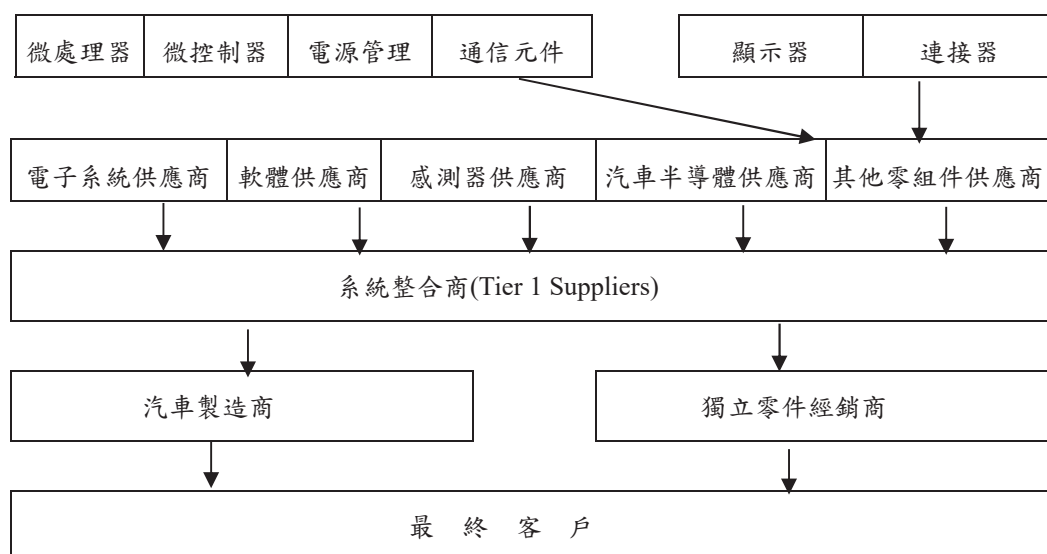 微處理器 微控制器 電源管理 通信元件 顯示器 連接器
電子系統供應商 軟體供應商 感測器供應商 汽車半導體供應商 其他零組件供應商
系統整合商(Tier 1 Suppliers)
汽車製造商 獨立零件經銷商
最 終 客 戶